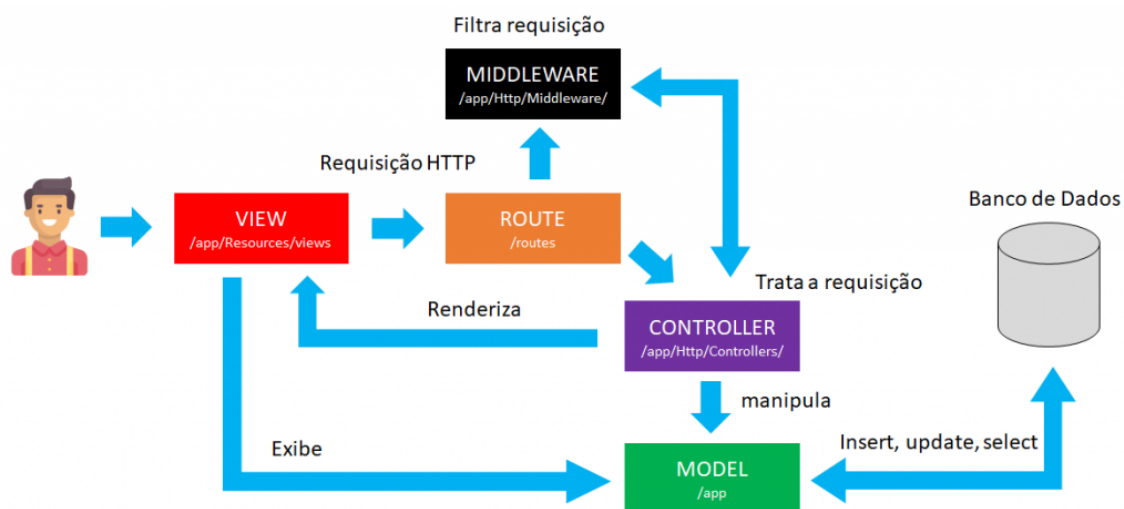 Filtra requisição
MIDDLEWARE
/app/Http/Middleware/
Requisição HTTP
VIEW
/app/Resources/views
ROUTE
/routes
Banco de Dados
Trata a requisição
Renderiza
CONTROLLER
/app/Http/Controllers/
manipula
Exibe
Insert, update, select
MODEL
/app